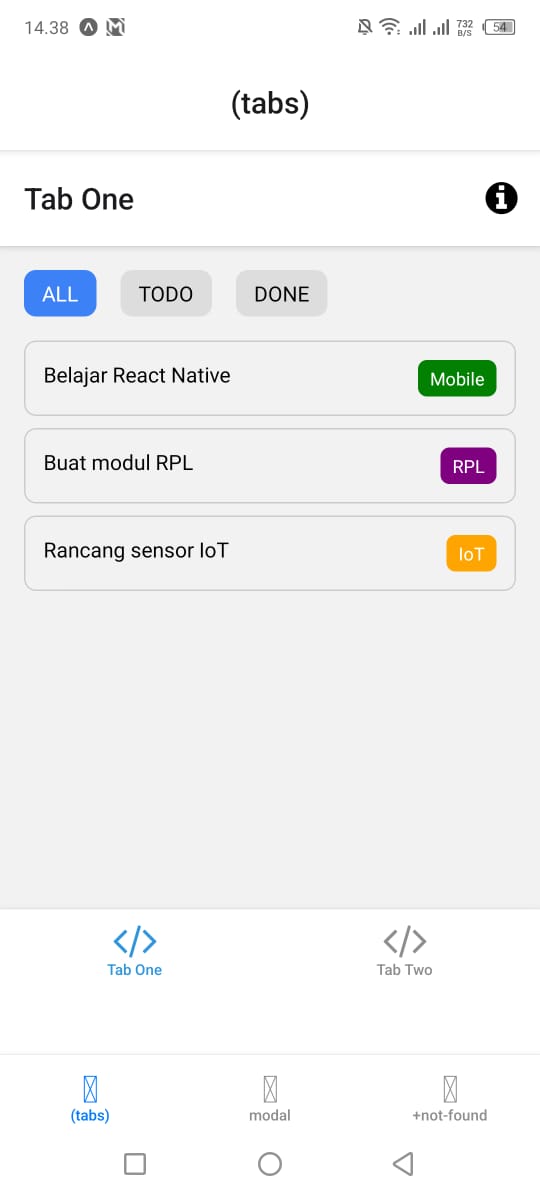 14.38
732
B/S
54
(tabs)
Tab One
ALL TODO DONE
Belajar React Native
Mobile
Buat modul RPL
RPL
Rancang sensor IoT
IoT
Tab One
Tab Two
(tabs)
modal
+not-found